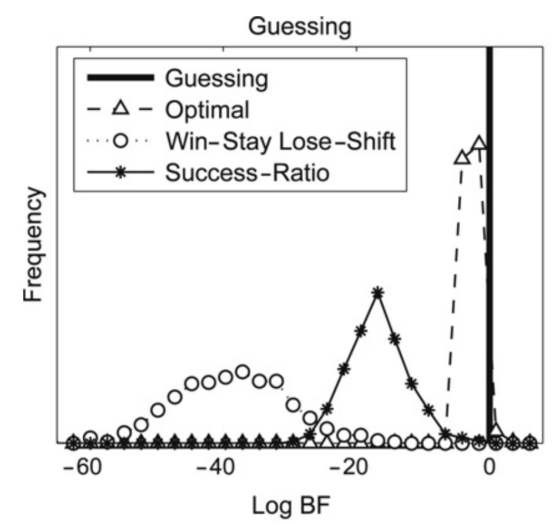 Guessing
Guessing
Optimal
Win-Stay Lose-Shift
Success-Ratio
Frequency
-60
-40
-20
0
Log BF